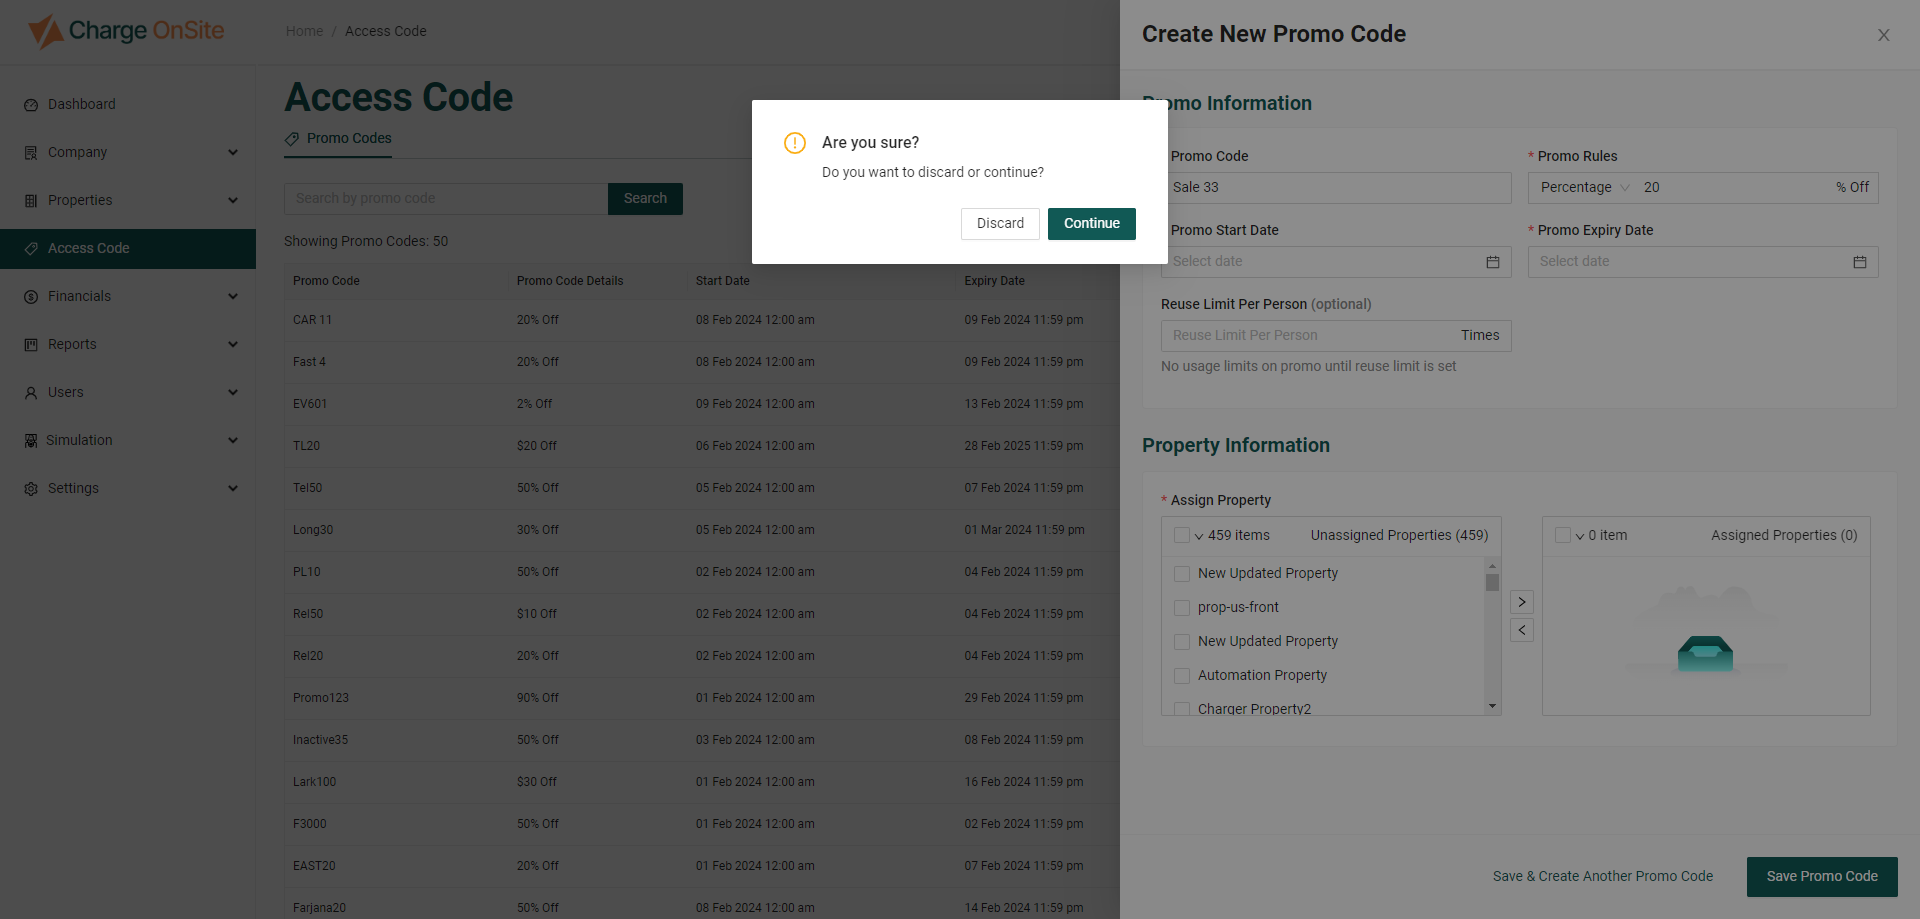 Charge OnSite
Home / Access Code
Dashboard
Company
Properties
Access Code
Financials
Reports
Users
Simulation
Settings
Access Code
Promo Codes
Search by promo code
Search
Showing Promo Codes: 50
Promo Code Promo Code Details Start Date Expiry Date
CAR 11 20% Off 08 Feb 2024 12:00 am 09 Feb 2024 11:59 pm
Fast 4 20% Off 08 Feb 2024 12:00 am 09 Feb 2024 11:59 pm
EV601 2% Off 09 Feb 2024 12:00 am 13 Feb 2024 11:59 pm
TL20 $20 Off 06 Feb 2024 12:00 am 28 Feb 2025 11:59 pm
Tel50 50% Off 05 Feb 2024 12:00 am 07 Feb 2024 11:59 pm
Long30 30% Off 05 Feb 2024 12:00 am 01 Mar 2024 11:59 pm
PL10 50% Off 02 Feb 2024 12:00 am 04 Feb 2024 11:59 pm
Rel50 $10 Off 02 Feb 2024 12:00 am 04 Feb 2024 11:59 pm
Rel20 20% Off 02 Feb 2024 12:00 am 04 Feb 2024 11:59 pm
Promo123 90% Off 01 Feb 2024 12:00 am 29 Feb 2024 11:59 pm
Inactive35 50% Off 03 Feb 2024 12:00 am 08 Feb 2024 11:59 pm
Lark100 $30 Off 01 Feb 2024 12:00 am 16 Feb 2024 11:59 pm
F3000 50% Off 01 Feb 2024 12:00 am 02 Feb 2024 11:59 pm
EAST20 20% Off 01 Feb 2024 12:00 am 07 Feb 2024 11:59 pm
Farjana20 50% Off 08 Feb 2024 12:00 am 14 Feb 2024 11:59 pm
Are you sure?
Do you want to discard or continue?
Discard Continue
Create New Promo Code
Promo Information
Promo Code * Promo Rules
Sale 33 Percentage 20 % Off
Promo Start Date * Promo Expiry Date
Select date Select date
Reuse Limit Per Person (optional)
Reuse Limit Per Person Times
No usage limits on promo until reuse limit is set
Property Information
* Assign Property
459 items Unassigned Properties (459)
New Updated Property
prop-us-front
New Updated Property
Automation Property
Charger Property2
0 item Assigned Properties (0)
Save & Create Another Promo Code Save Promo Code